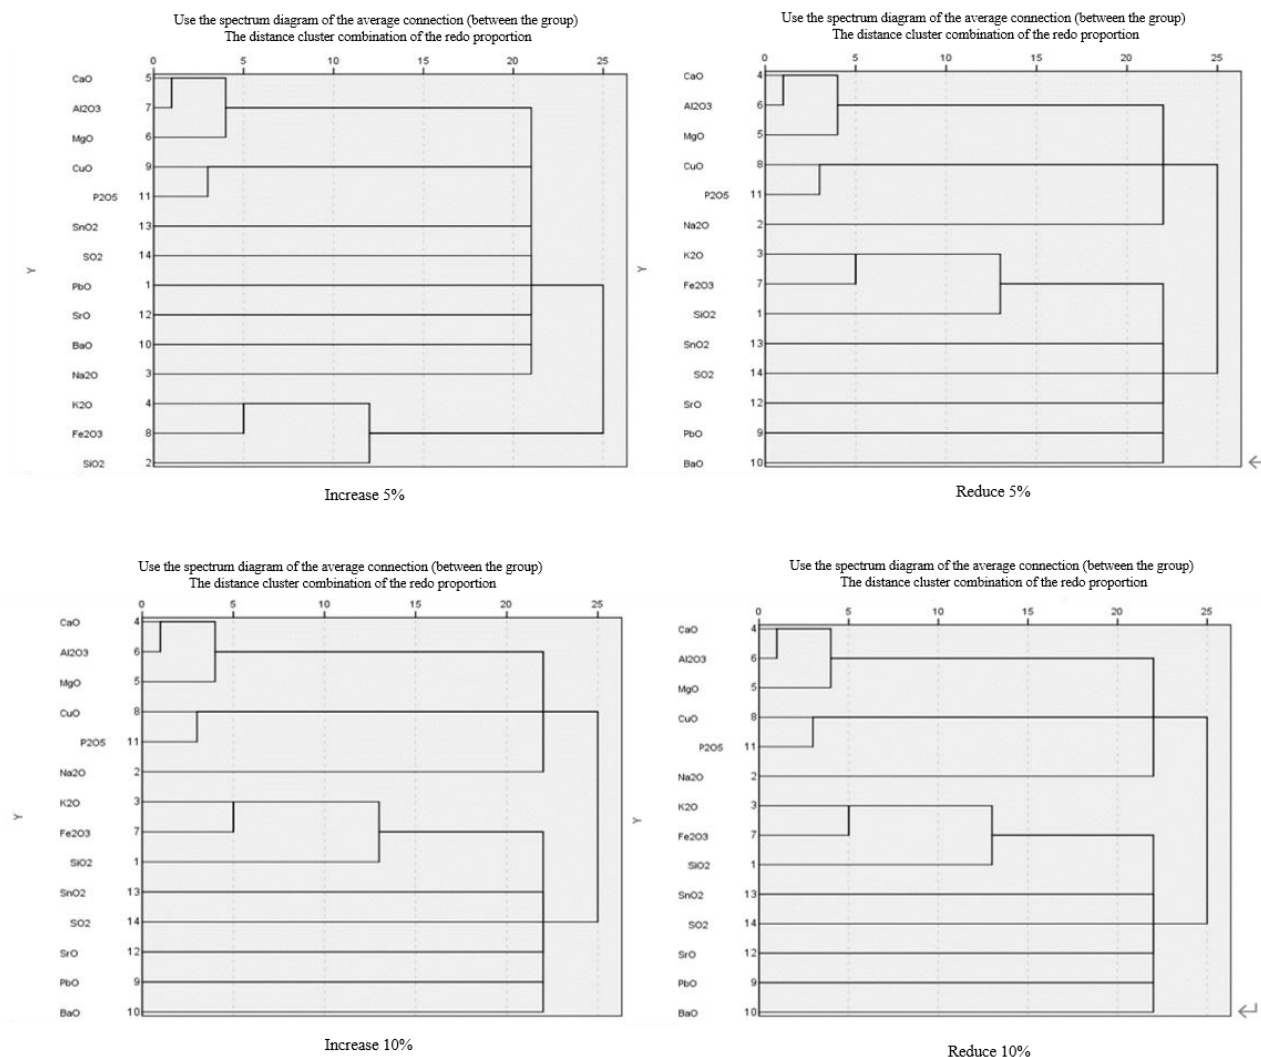 Use the spectrum diagram of the average connection (between the group)
The distance cluster combination of the redo proportion
0 5 10 15 20 25
CaO 5
Al2O3 7
MgO 6
CuO 9
P2O5 11
SnO2 13
SO2 14
Y
PbO 1
SrO 12
BaO 10
Na2O 3
K2O 4
Fe2O3 8
SiO2 2
Increase 5%
Use the spectrum diagram of the average connection (between the group)
The distance cluster combination of the redo proportion
0 5 10 15 20 25
CaO 4
Al2O3 6
MgO 5
CuO 8
P2O5 11
Na2O 2
K2O 3
Y
Fe2O3 7
SiO2 1
SnO2 13
SO2 14
SrO 12
PbO 9
BaO 10
Reduce 5%
Use the spectrum diagram of the average connection (between the group)
The distance cluster combination of the redo proportion
0 5 10 15 20 25
CaO 4
Al2O3 6
MgO 5
CuO 8
P2O5 11
Na2O 2
K2O 3
Y
Fe2O3 7
SiO2 1
SnO2 13
SO2 14
SrO 12
PbO 9
BaO 10
Increase 10%
Use the spectrum diagram of the average connection (between the group)
The distance cluster combination of the redo proportion
0 5 10 15 20 25
CaO 4
Al2O3 6
MgO 5
CuO 8
P2O5 11
Na2O 2
K2O 3
Y
Fe2O3 7
SiO2 1
SnO2 13
SO2 14
SrO 12
PbO 9
BaO 10
Reduce 10%